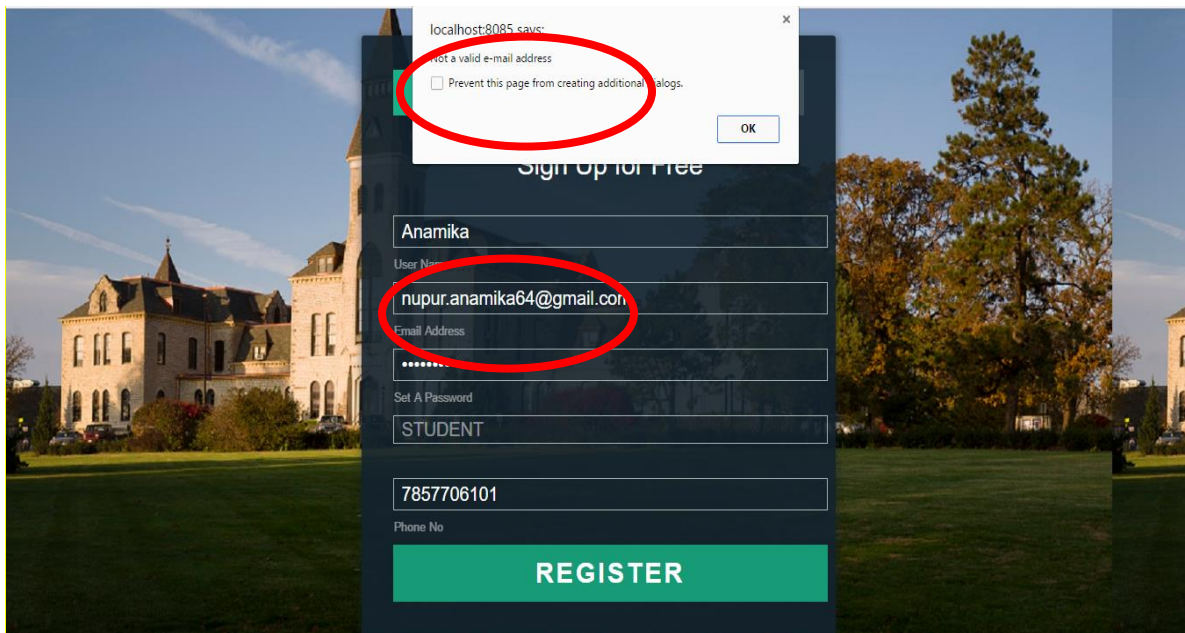 localhost:8085 says:
Not a valid e-mail address
Prevent this page from creating additional dialogs.
OK
Sign Up for Free
Anamika
User Name
nupur.anamika64@gmail.com
Email Address
Set A Password
STUDENT
7857706101
Phone No
REGISTER